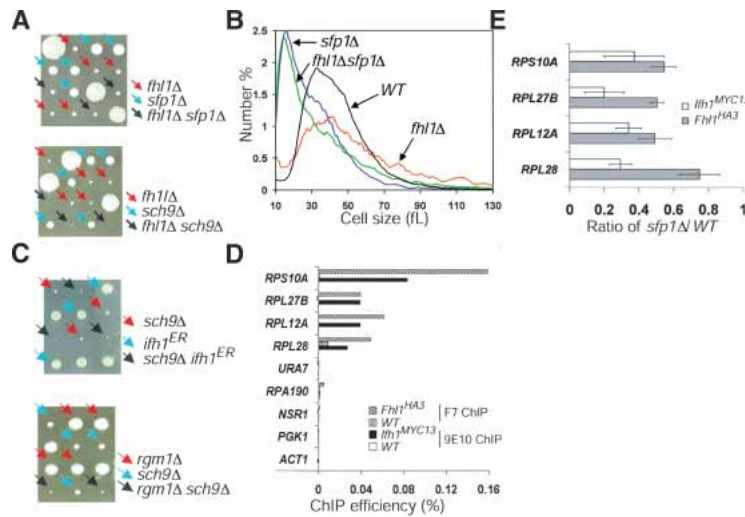 A
fhl1Δ
sfp1Δ
fhl1Δ sfp1Δ
fh1lΔ
sch9Δ
fhl1Δ sch9Δ
B
Number %
2.5
2
1.5
1
0.5
0
10 30 50 70 90 110 130
Cell size (fL)
sfp1Δ
fhl1Δsfp1Δ
WT
fhl1Δ
E
RPS10A
RPL27B
RPL12A
RPL28
Ifh1MYC13
Fhl1HA3
0 0.2 0.4 0.6 0.8 1
Ratio of sfp1Δ/ WT
C
sch9Δ
ifh1ER
sch9Δ ifh1ER
rgm1Δ
sch9Δ
rgm1Δ sch9Δ
D
RPS10A
RPL27B
RPL12A
RPL28
URA7
RPA190
NSR1
PGK1
ACT1
Fhl1HA3
WT
F7 ChIP
Ifh1MYC13
WT
9E10 ChIP
0 0.04 0.08 0.12 0.16
ChIP efficiency (%)